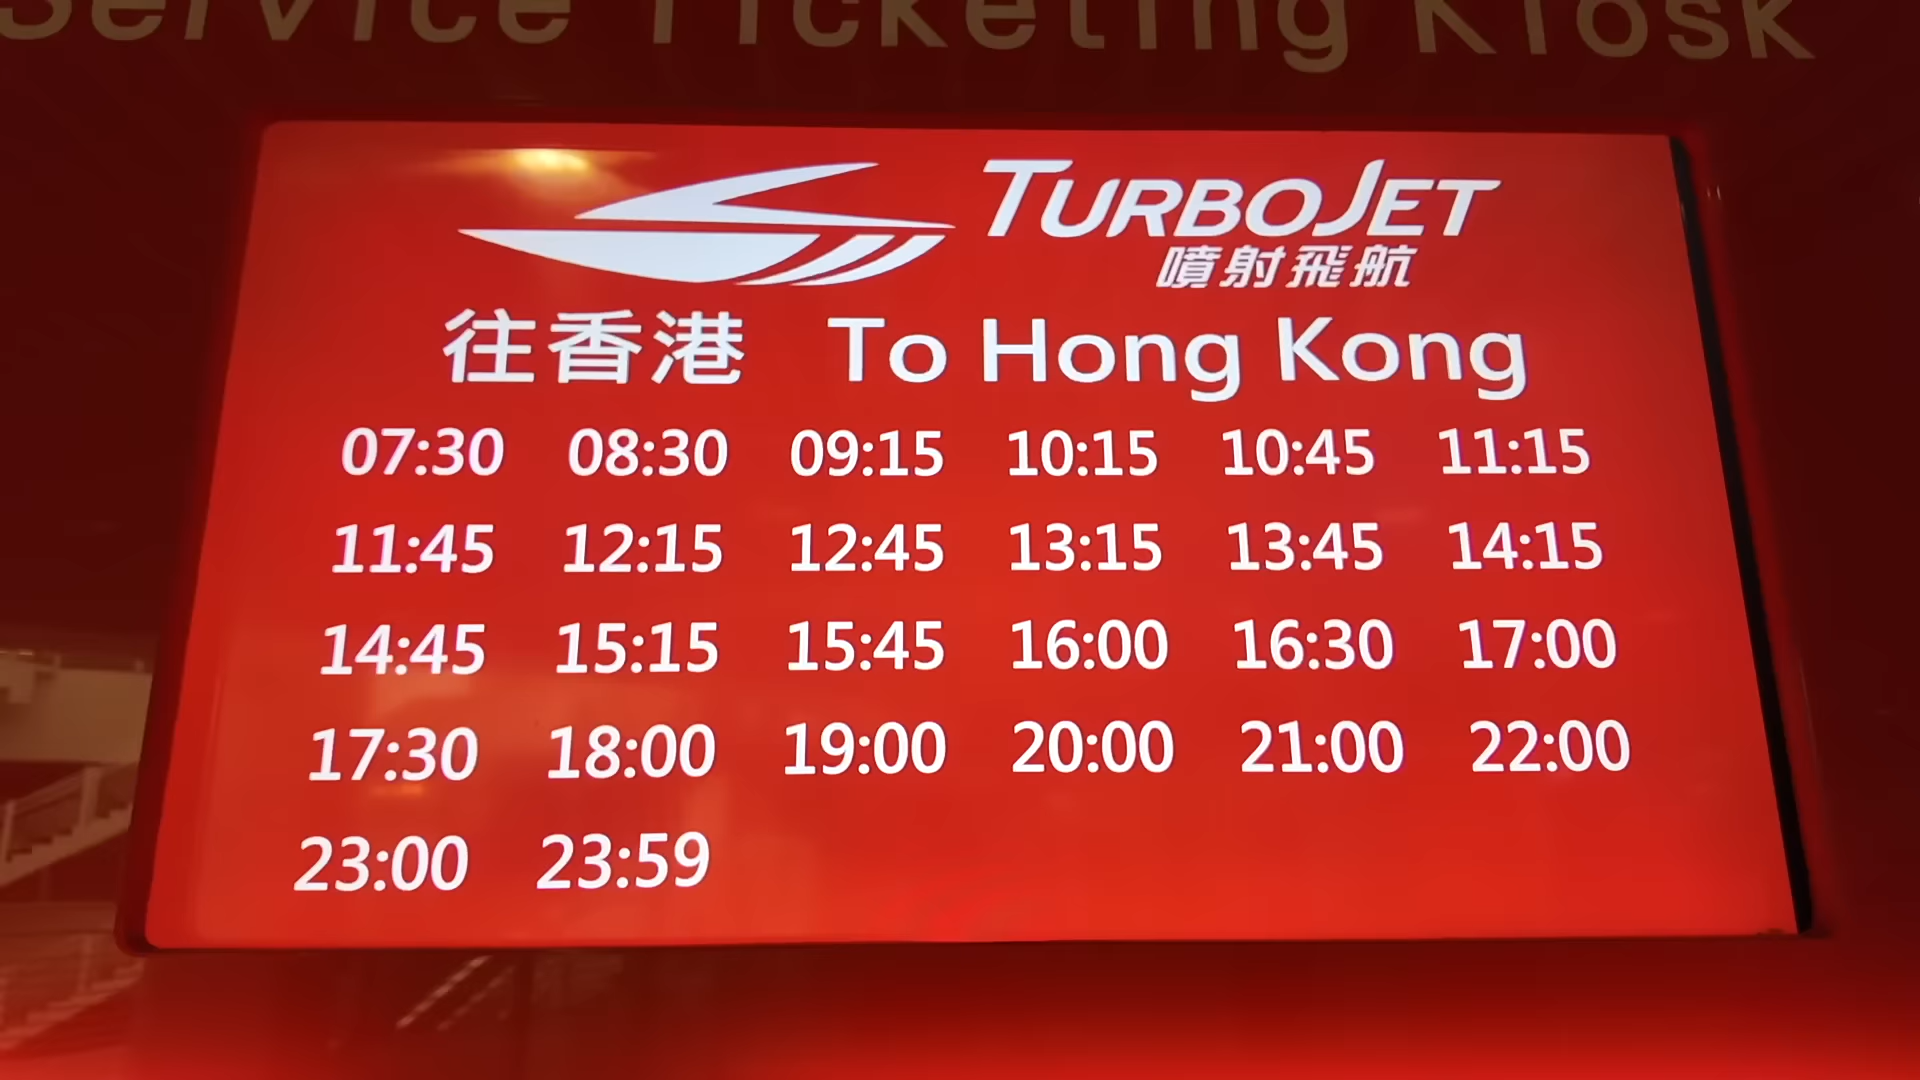 Service Ticketing Kiosk
TURBOJET
噴射飛航
往香港 To Hong Kong
07:30 08:30 09:15 10:15 10:45 11:15
11:45 12:15 12:45 13:15 13:45 14:15
14:45 15:15 15:45 16:00 16:30 17:00
17:30 18:00 19:00 20:00 21:00 22:00
23:00 23:59